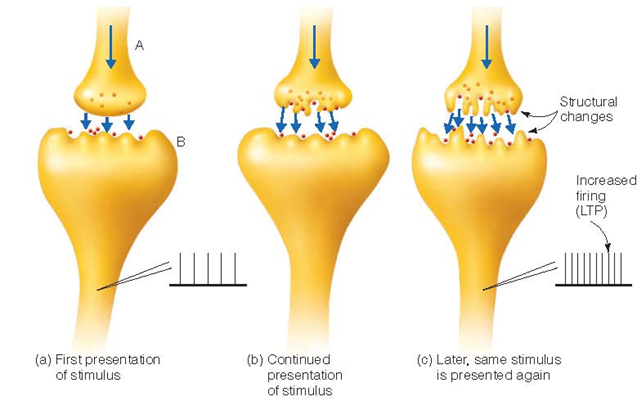 A
B
Structural
changes
Increased
firing
(LTP)
(a) First presentation
of stimulus
(b) Continued
presentation
of stimulus
(c) Later, same stimulus
is presented again